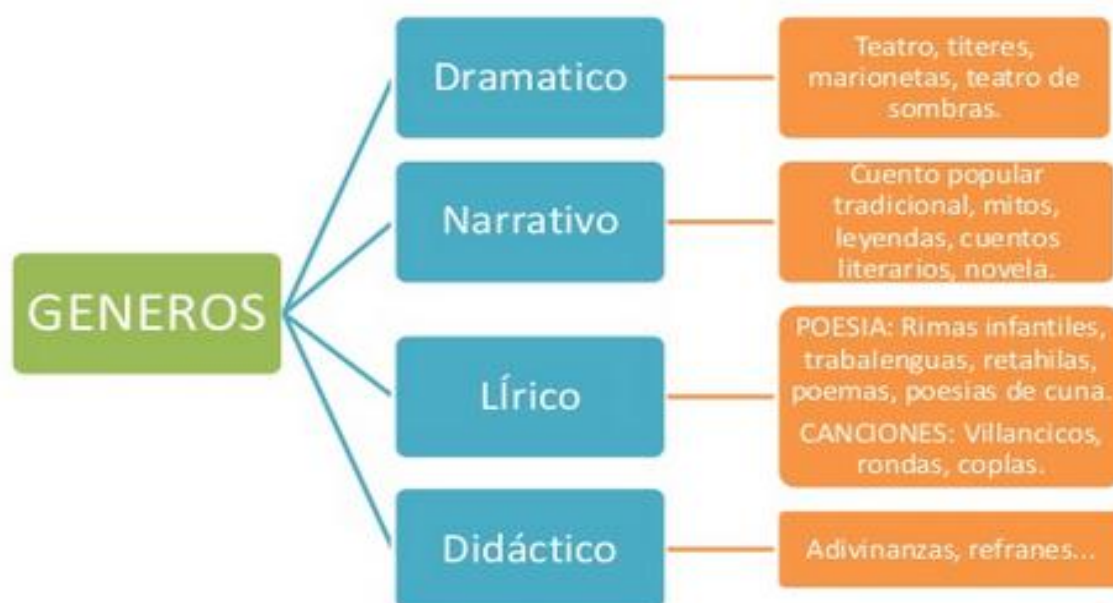 GENEROS
Dramatico
Teatro, titeres,
marionetas, teatro de
sombras.
Narrativo
Cuento popular
tradicional, mitos,
leyendas, cuentos
literarios, novela.
LÍrico
POESIA: Rimas infantiles,
trabalenguas, retahilas,
poemas, poesias de cuna.
CANCIONES: Villancicos,
rondas, coplas.
Didáctico
Adivinanzas, refranes...